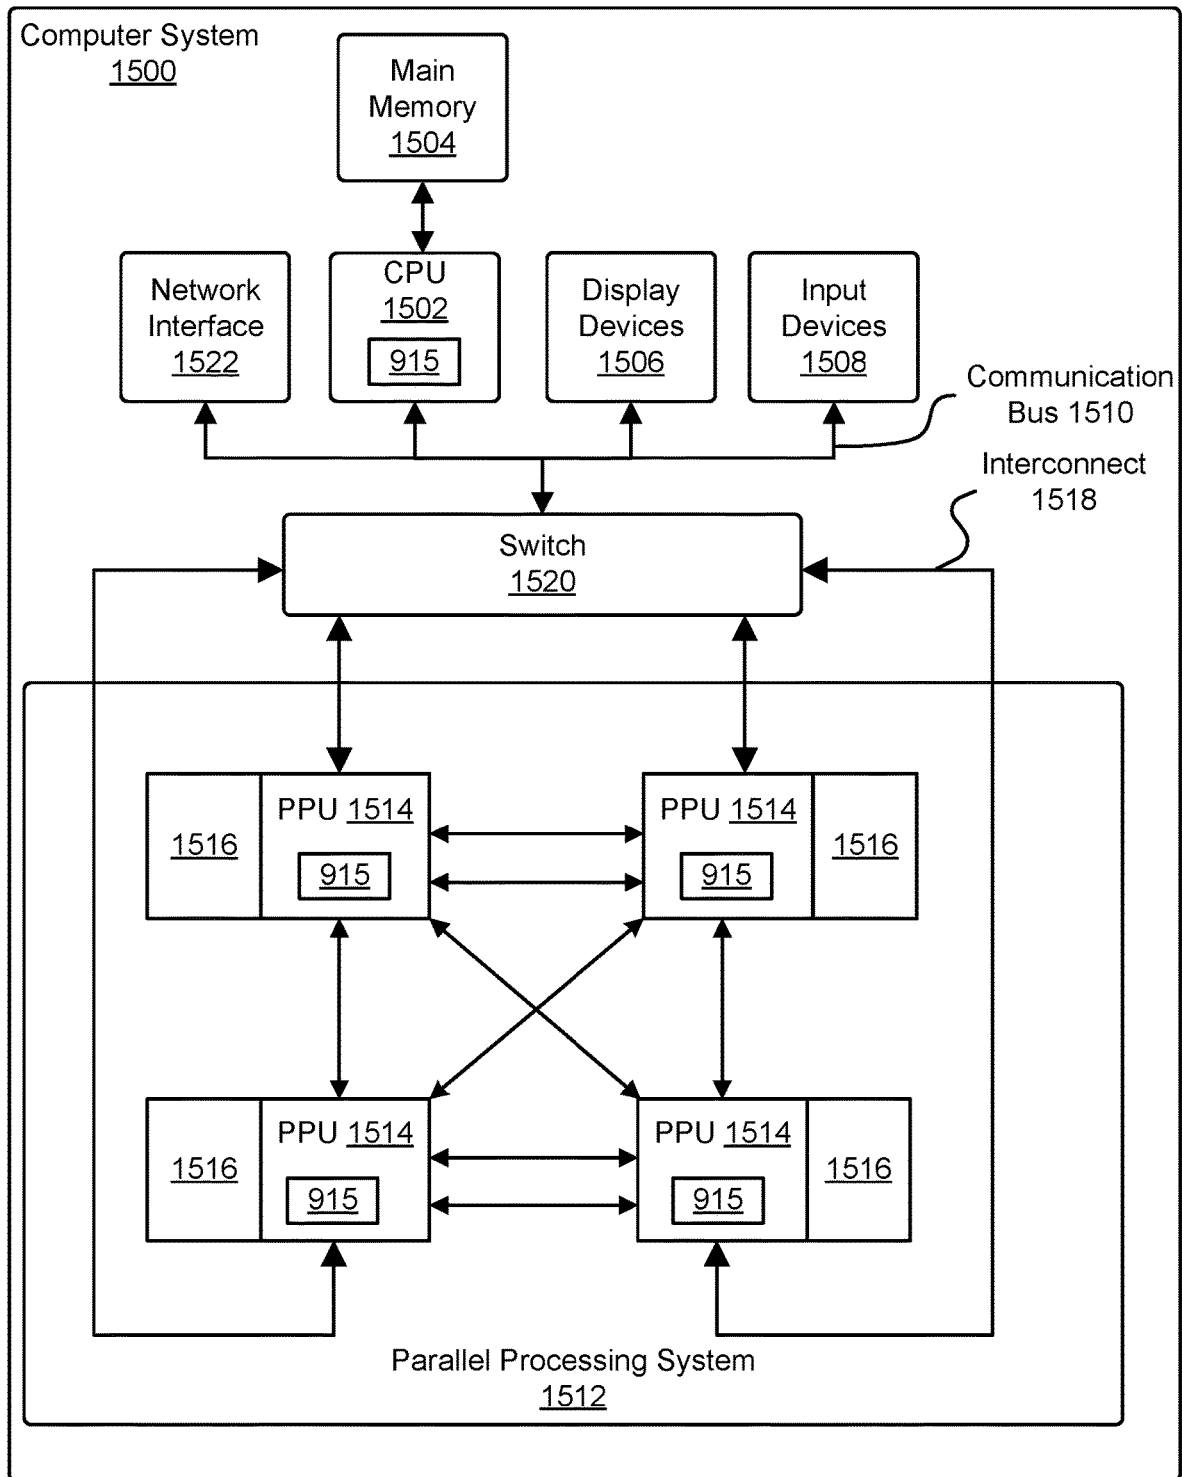 Computer System
1500
Main
Memory
1504
Network
Interface
1522
CPU
1502
915
Display
Devices
1506
Input
Devices
1508
Communication
Bus 1510
Interconnect
1518
Switch
1520
1516
PPU 1514
915
PPU 1514
915
1516
1516
PPU 1514
915
PPU 1514
915
1516
Parallel Processing System
1512